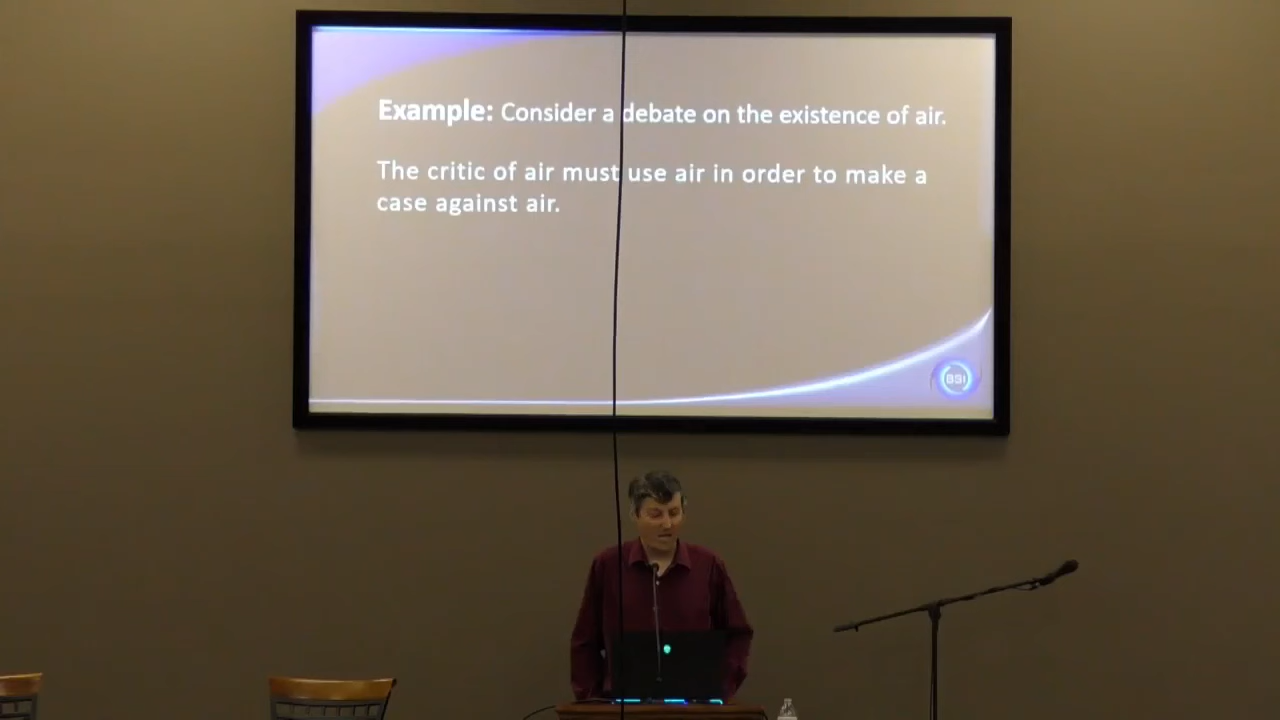 Example: Consider a debate on the existence of air.
The critic of air must use air in order to make a
case against air.
BSI